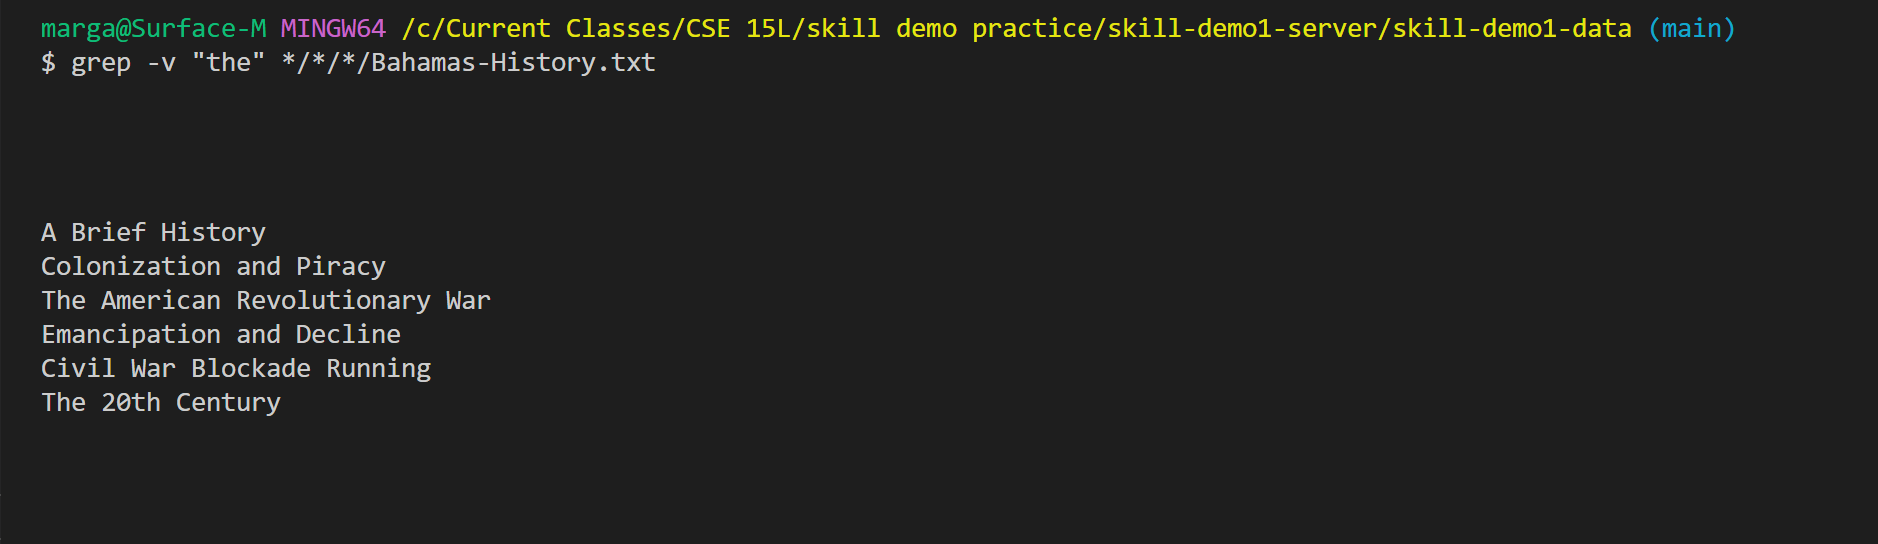 marga@Surface-M MINGW64 /c/Current Classes/CSE 15L/skill demo practice/skill-demo1-server/skill-demo1-data (main)
$ grep -v "the" */*/*/Bahamas-History.txt
A Brief History
Colonization and Piracy
The American Revolutionary War
Emancipation and Decline
Civil War Blockade Running
The 20th Century